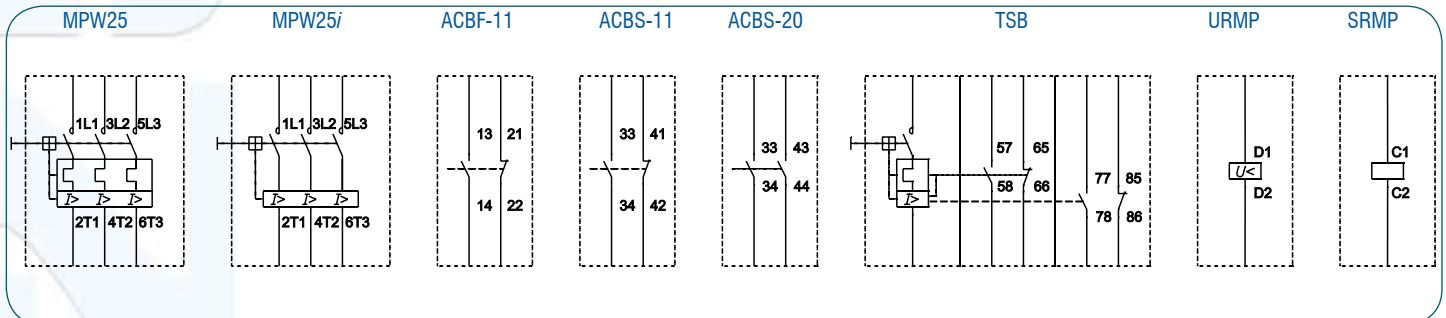 MPW25 MPW25i ACBF-11 ACBS-11 ACBS-20 TSB URMP SRMP
1L1 3L2 5L3
I> I> I>
2T1 4T2 6T3
1L1 3L2 5L3
I> I> I>
2T1 4T2 6T3
13 21
14 22
33 41
34 42
33 43
34 44
I>
57 65
58 66
77 85
78 86
D1
U<
D2
C1
C2